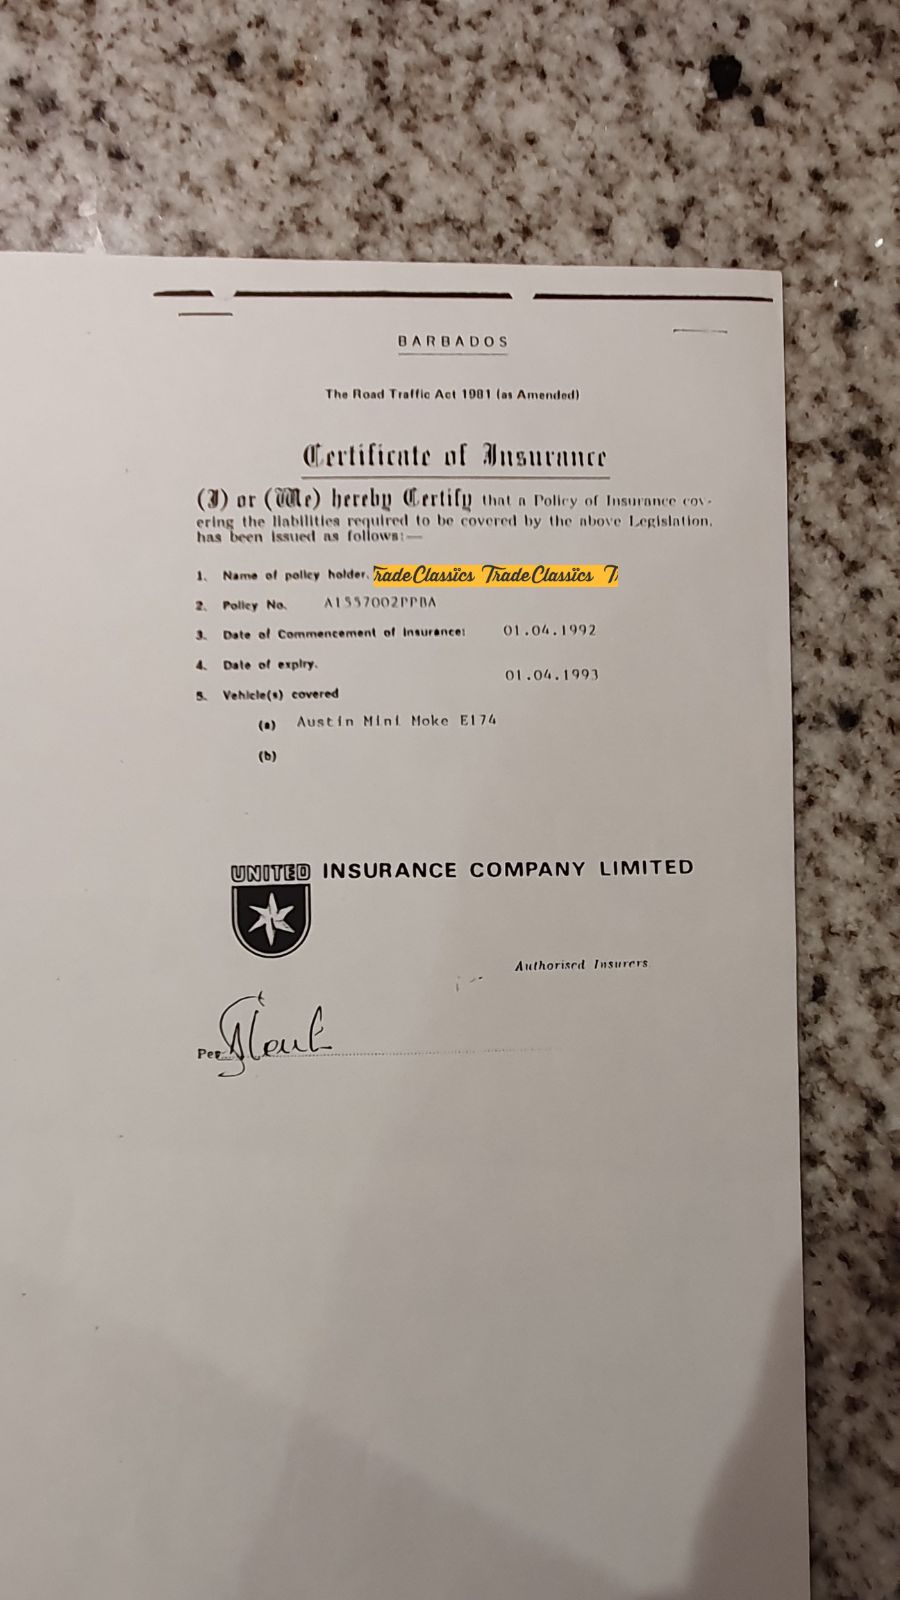 BARBADOS
The Road Traffic Act 1981 (as Amended)
Certificate of Insurance
(I) or (We) hereby Certify that a Policy of Insurance cov-
ering the liabilities required to be covered by the above Legislation,
has been issued as follows:—
1. Name of policy holder. TradeClassics TradeClassics T
2. Policy No. A1557002PPBA
3. Date of Commencement of Insurance: 01.04.1992
4. Date of expiry. 01.04.1993
5. Vehicle(s) covered
(a) Austin Mini Moke E174
(b)
UNITED INSURANCE COMPANY LIMITED
Authorised Insurers
Per